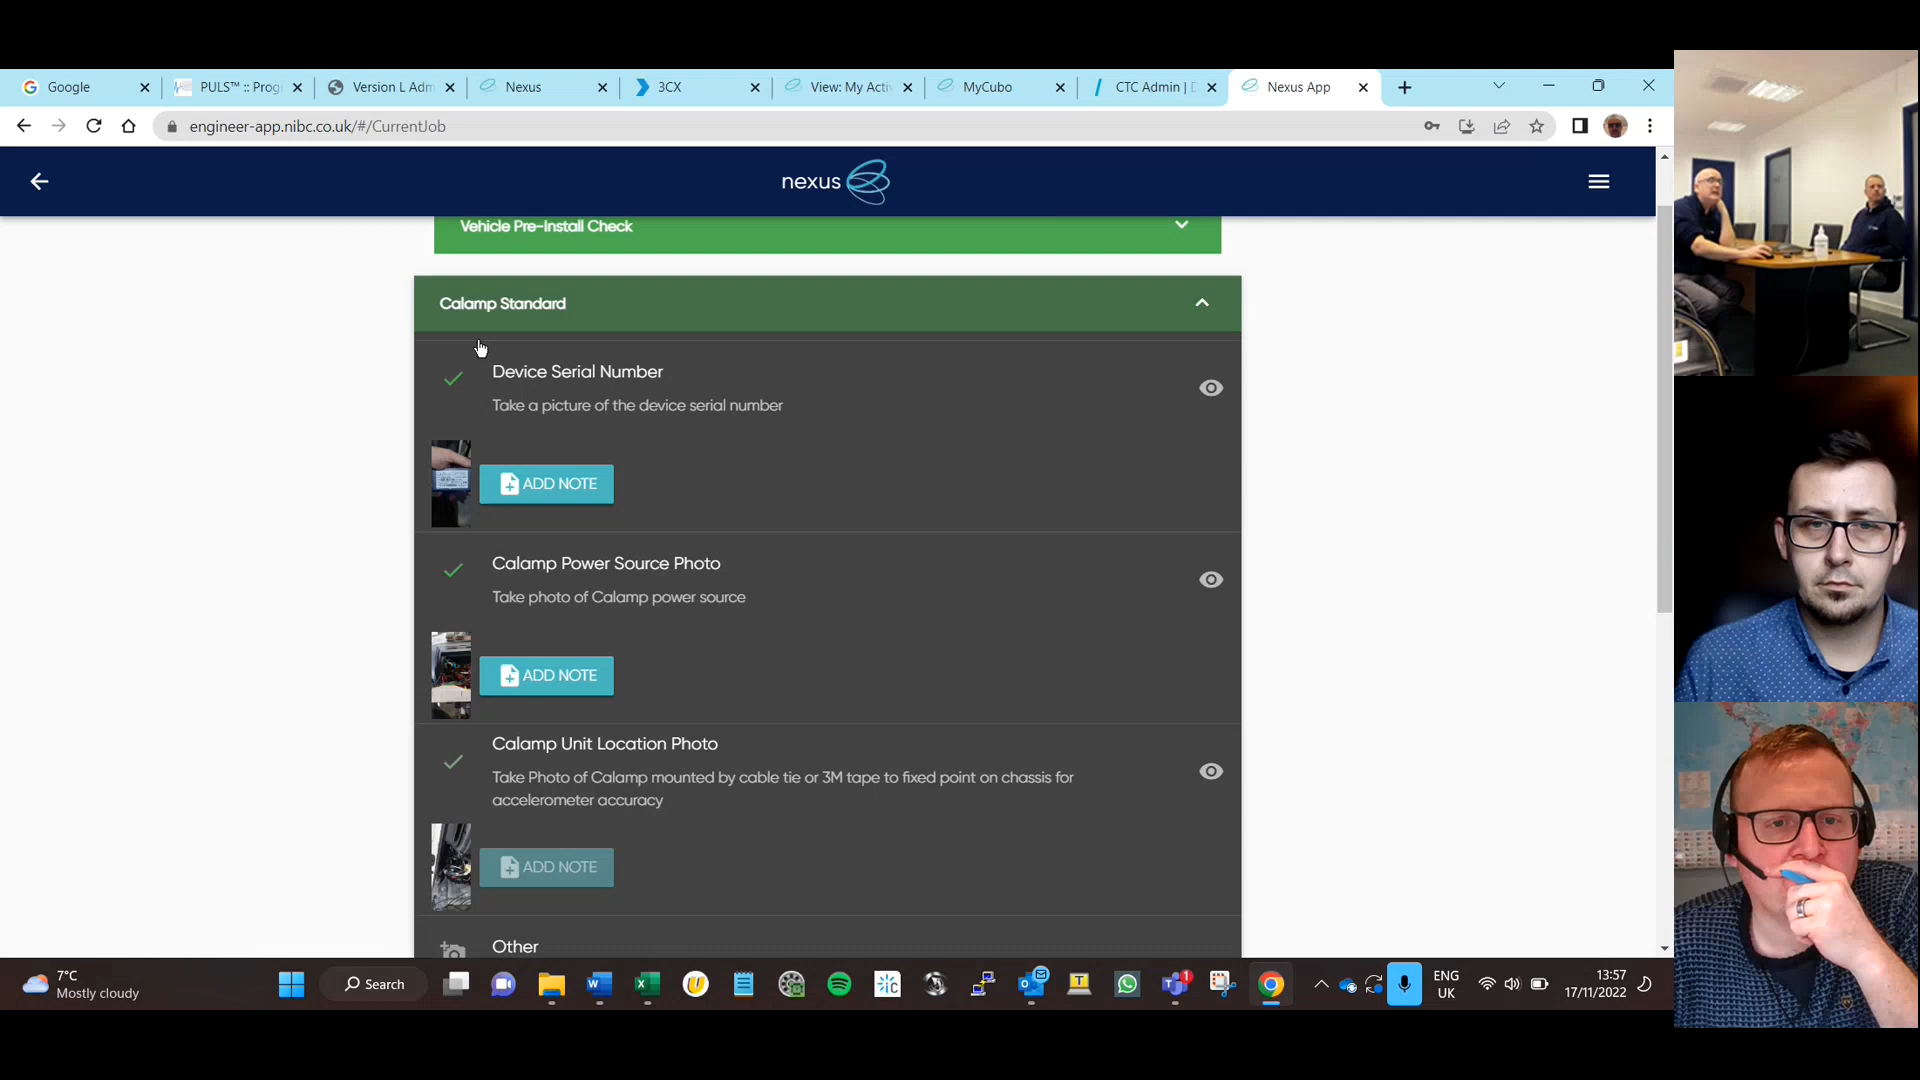 Google
PULS™ :: Prog
Version L Adm
Nexus
3CX
View: My Activ
MyCubo
CTC Admin | D
Nexus App
engineer-app.nibc.co.uk/#/CurrentJob
nexus
Vehicle Pre-Install Check
Calamp Standard
Device Serial Number
Take a picture of the device serial number
ADD NOTE
Calamp Power Source Photo
Take photo of Calamp power source
ADD NOTE
Calamp Unit Location Photo
Take Photo of Calamp mounted by cable tie or 3M tape to fixed point on chassis for
accelerometer accuracy
ADD NOTE
Other
7°C
Mostly cloudy
Search
ENG
UK
13:57
17/11/2022